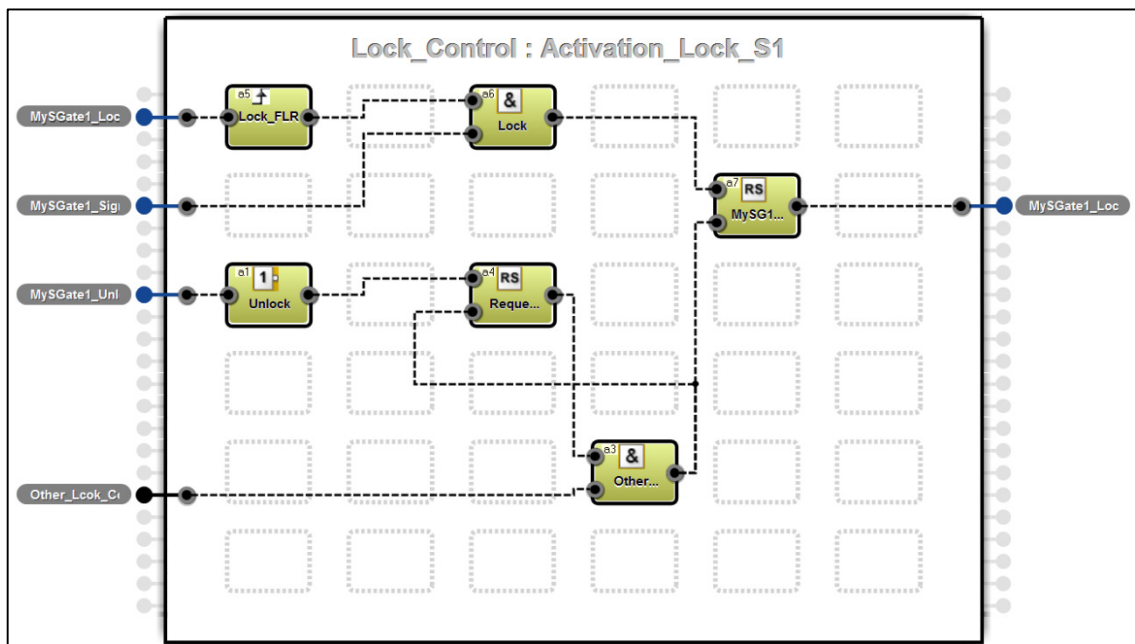 Lock_Control : Activation_Lock_S1
MySGate1_Loc
a5
Lock_FLR
a6
&
Lock
MySGate1_Sig
a7
RS
MySG1...
MySGate1_Loc
MySGate1_Unl
a1
1
Unlock
a4
RS
Reque...
a3
&
Other...
Other_Lcok_C